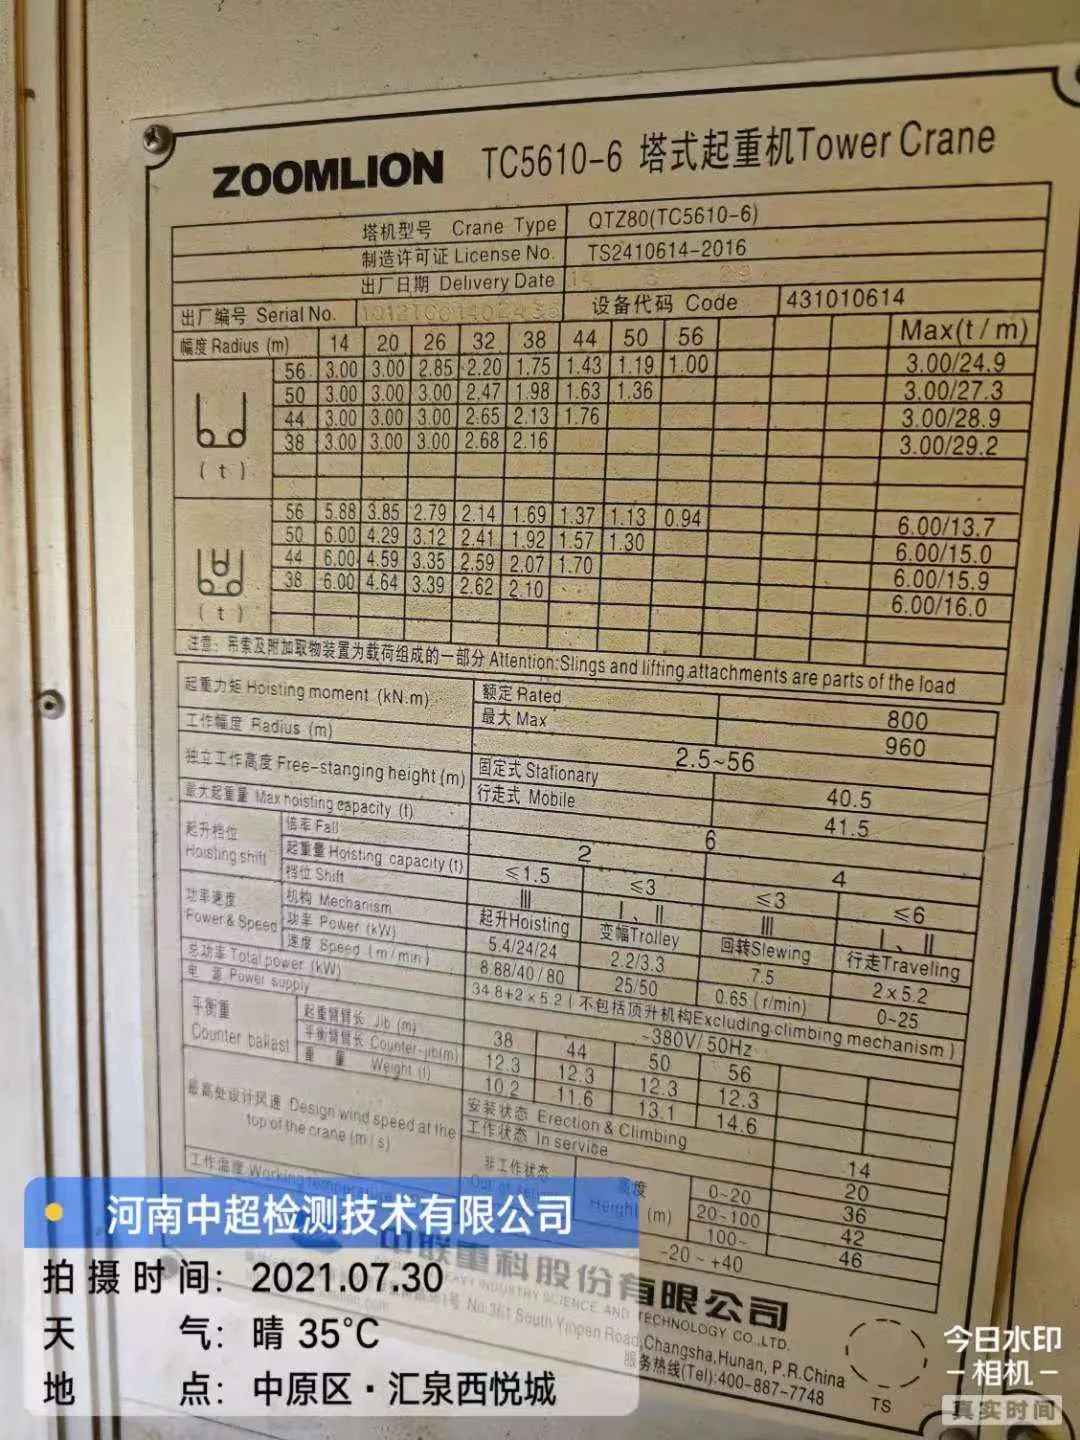 ZOOMLION TC5610-6 塔式起重机Tower Crane
塔机型号 Crane Type QTZ80(TC5610-6)
制造许可证 License No. TS2410614-2016
出厂日期 Delivery Date
出厂编号 Serial No. 设备代码 Code 431010614
幅度 Radius (m) 14 20 26 32 38 44 50 56 Max(t/m)
56 3.00 3.00 2.85 2.20 1.75 1.43 1.19 1.00 3.00/24.9
50 3.00 3.00 3.00 2.47 1.98 1.63 1.36 3.00/27.3
44 3.00 3.00 3.00 2.65 2.13 1.76 3.00/28.9
38 3.00 3.00 3.00 2.68 2.16 3.00/29.2
(t)
56 5.88 3.85 2.79 2.14 1.69 1.37 1.13 0.94 6.00/13.7
50 6.00 4.29 3.12 2.41 1.92 1.57 1.30 6.00/15.0
44 6.00 4.59 3.35 2.59 2.07 1.70 6.00/15.9
38 6.00 4.64 3.39 2.62 2.10 6.00/16.0
(t)
注意: 吊索及附加取物装置为载荷组成的一部分 Attention:Slings and lifting attachments are parts of the load
起重力矩 Hoisting moment (kN.m) 额定 Rated 800
最大 Max 960
工作幅度 Radius (m) 2.5~56
独立工作高度 Free-stanging height (m) 固定式 Stationary 40.5
行走式 Mobile 41.5
最大起重量 Max hoisting capacity (t) 6
起升档位 Hoisting shift 倍率 Fall 2 4
起重量 Hoisting capacity (t) ≤1.5 ≤3 ≤3 ≤6
档位 Shift Ⅲ Ⅰ、Ⅱ Ⅲ Ⅰ、Ⅱ
功率速度 Power & Speed 机构 Mechanism 起升Hoisting 变幅Trolley 回转Slewing 行走Traveling
功率 Power (kW) 5.4/24/24 2.2/3.3 7.5 2×5.2
速度 Speed (m/min) 8.88/40/80 25/50 0.65 (r/min) 0~25
总功率 Total power (kW) 34.8+2×5.2 (不包括顶升机构Excluding climbing mechanism)
电源 Power supply ~380V/50Hz
平衡重 Counter ballast 起重臂臂长 Jib (m) 38 44 50 56
平衡臂臂长 Counter-jib(m) 12.3 12.3 12.3 12.3
重量 Weight (t) 10.2 11.6 13.1 14.6
最高处设计风速 Design wind speed at the top of the crane (m/s) 安装状态 Erection & Climbing 14
工作状态 In service 20
非工作状态 Out of service 高度 Height (m) 0~20 36
20-100 42
100~ 46
工作温度 Working temperature -20~+40
中联重科股份有限公司
HEAVY INDUSTRY SCIENCE AND TECHNOLOGY CO.,LTD.
No.361 South Yinpen Road,Changsha,Hunan, P.R.China
服务热线(Tel):400-887-7748
TS
河南中超检测技术有限公司
拍摄时间: 2021.07.30
天气: 晴 35°C
地点: 中原区·汇泉西悦城
今日水印
相机
真实时间